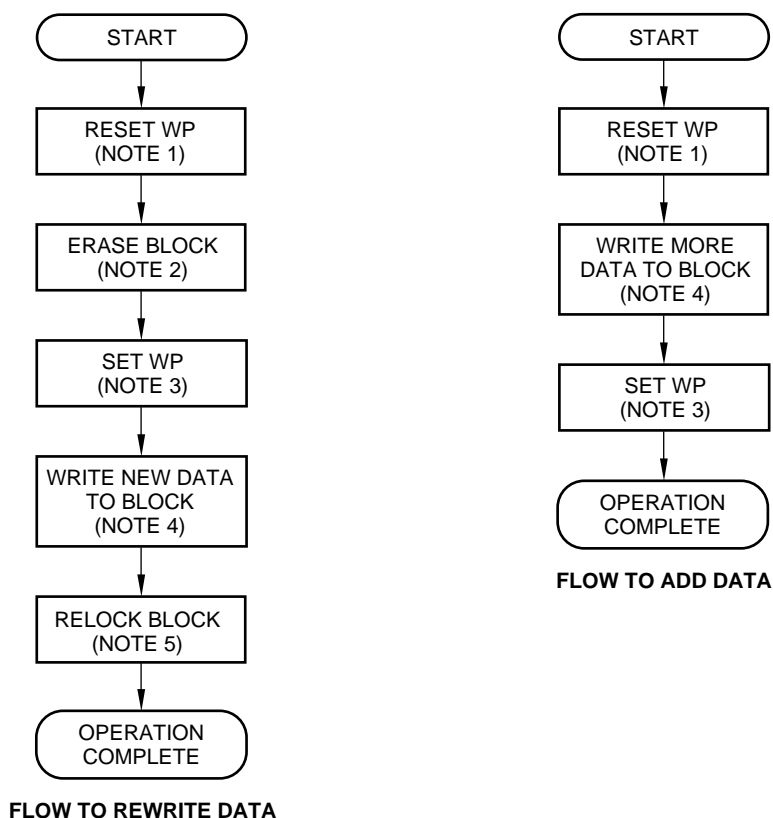 START
RESET WP
(NOTE 1)
ERASE BLOCK
(NOTE 2)
SET WP
(NOTE 3)
WRITE NEW DATA
TO BLOCK
(NOTE 4)
RELOCK BLOCK
(NOTE 5)
OPERATION
COMPLETE
FLOW TO REWRITE DATA
START
RESET WP
(NOTE 1)
WRITE MORE
DATA TO BLOCK
(NOTE 4)
SET WP
(NOTE 3)
OPERATION
COMPLETE
FLOW TO ADD DATA